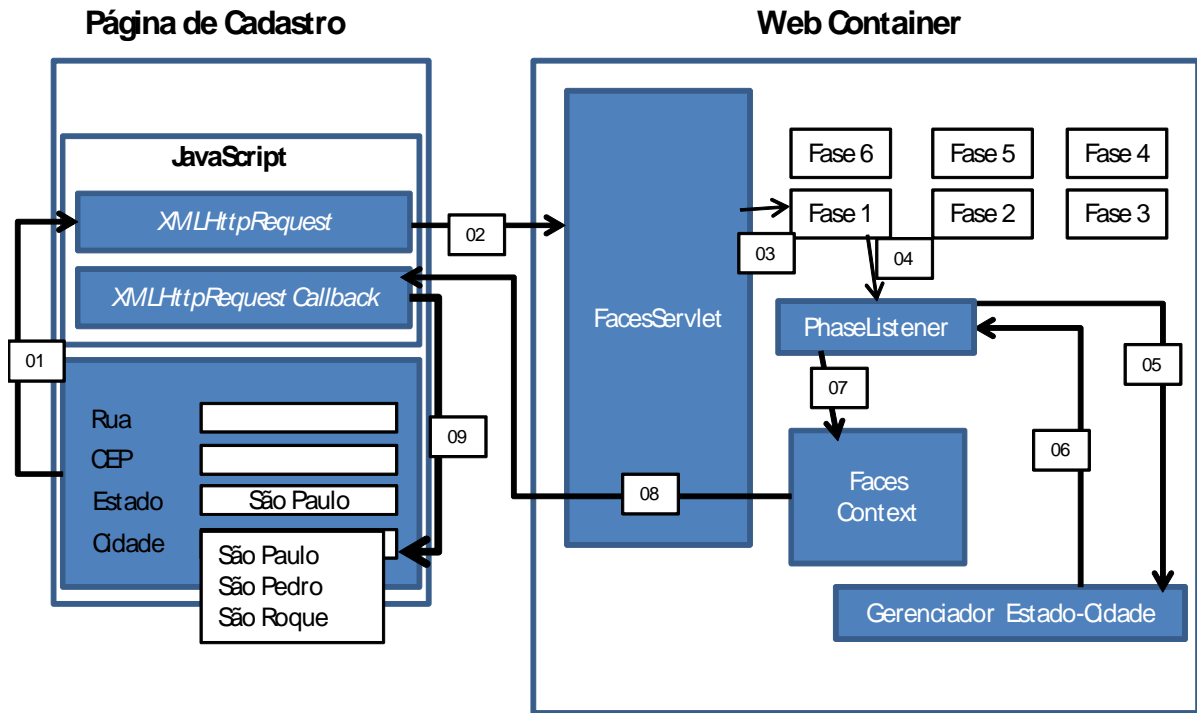 Página de Cadastro
Web Container
JavaScript
XMLHttpRequest
XMLHttpRequest Callback
01
02
Rua
CEP
Estado
São Paulo
Cidade
São Paulo
São Pedro
São Roque
09
FacesServlet
Fase 6
Fase 5
Fase 4
Fase 1
Fase 2
Fase 3
03
04
PhaseListener
05
07
06
08
Faces
Context
Gerenciador Estado-Cidade